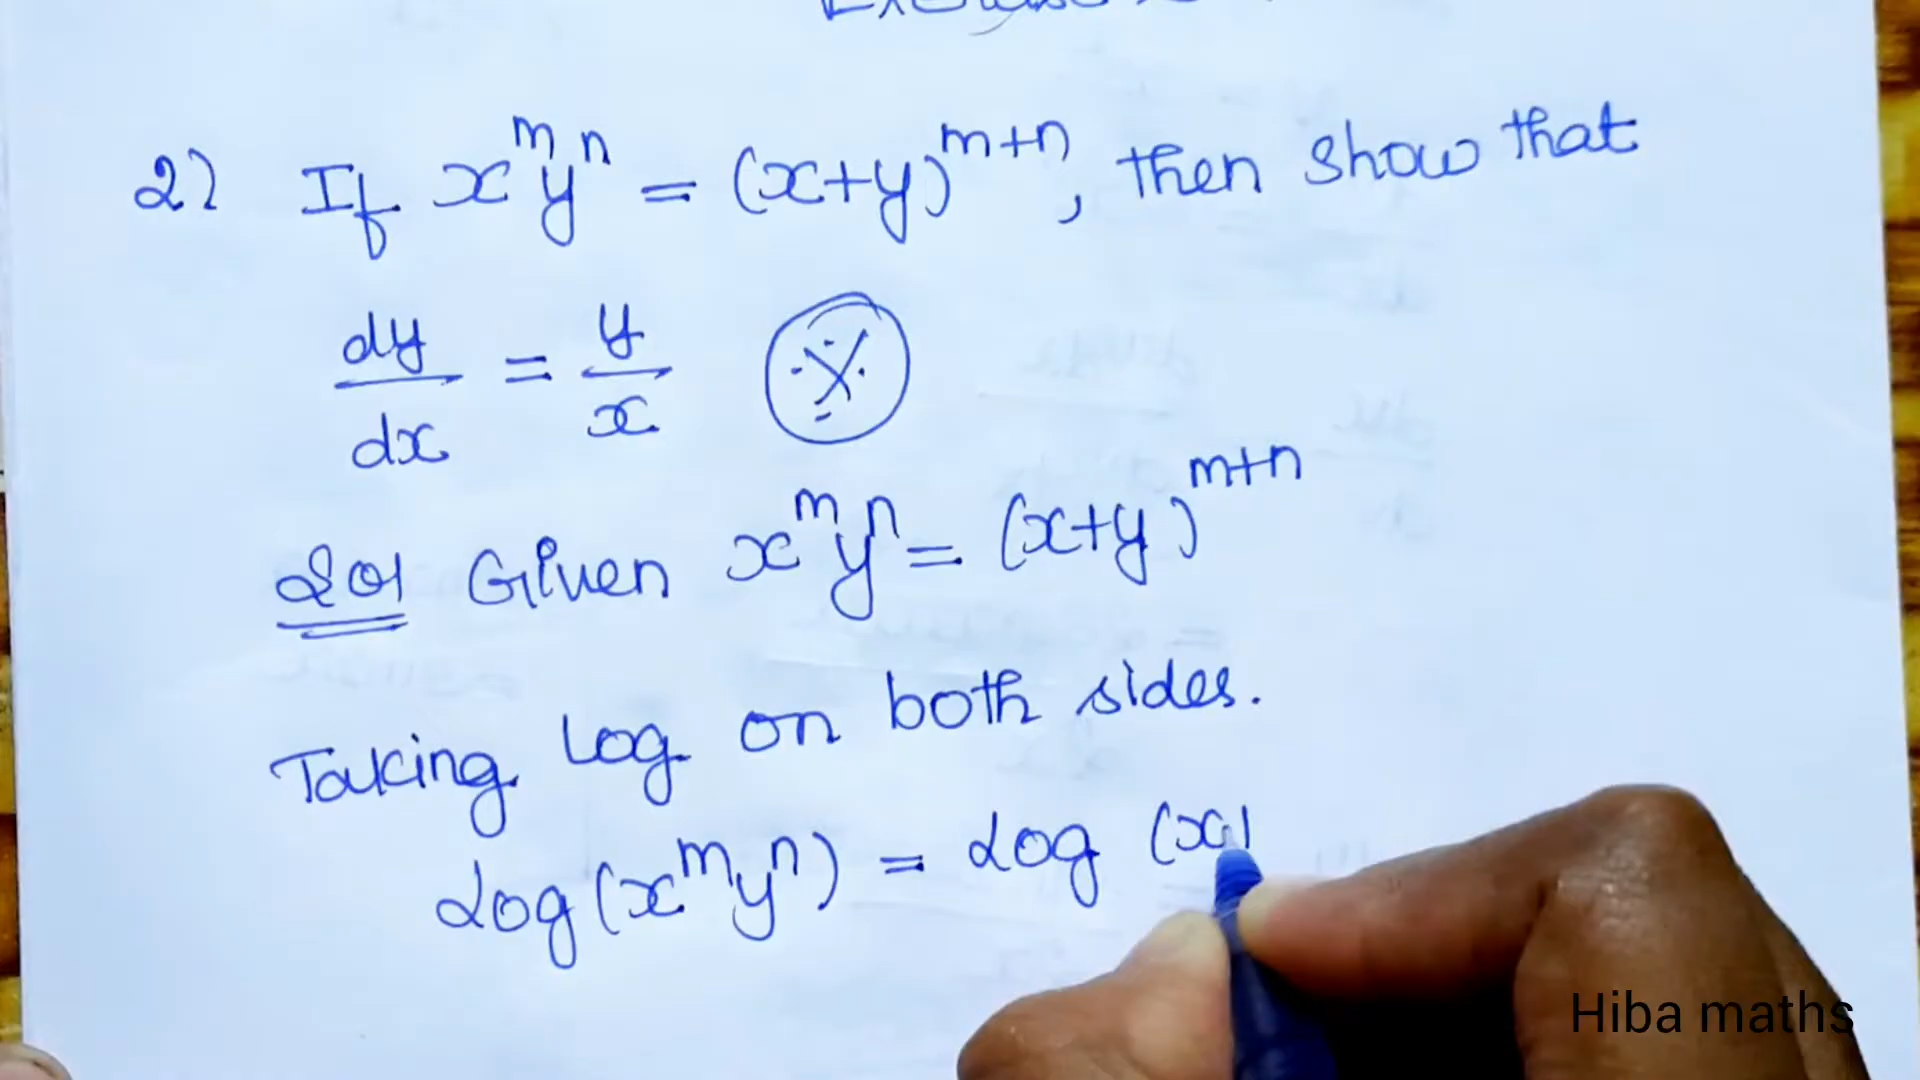 2) If x^m y^n = (x+y)^{m+n}, then show that
dy/dx = y/x
Sol Given x^m y^n = (x+y)^{m+n}
Taking Log on both sides.
Log(x^m y^n) = Log (x
Hiba maths